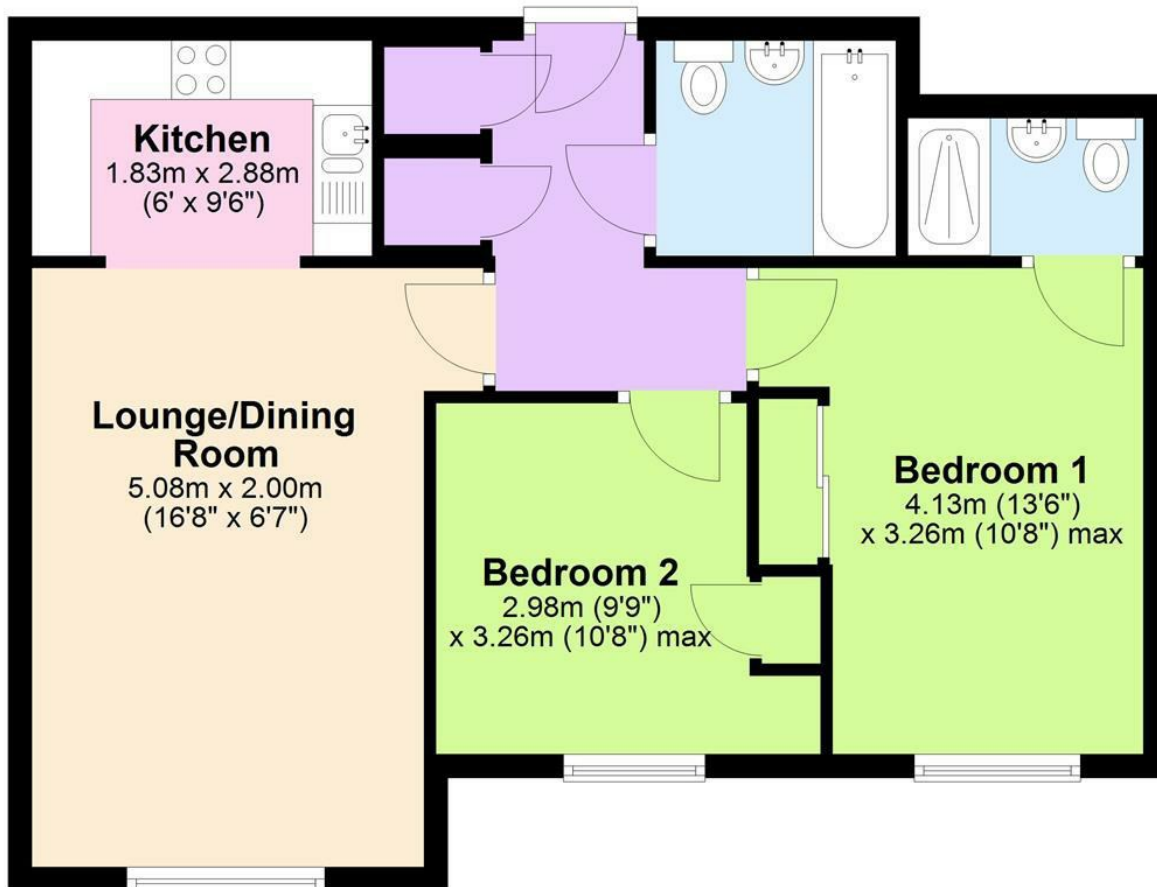 Kitchen
1.83m x 2.88m
(6' x 9'6")
Lounge/Dining
Room
5.08m x 2.00m
(16'8" x 6'7")
Bedroom 1
4.13m (13'6")
x 3.26m (10'8") max
Bedroom 2
2.98m (9'9")
x 3.26m (10'8") max